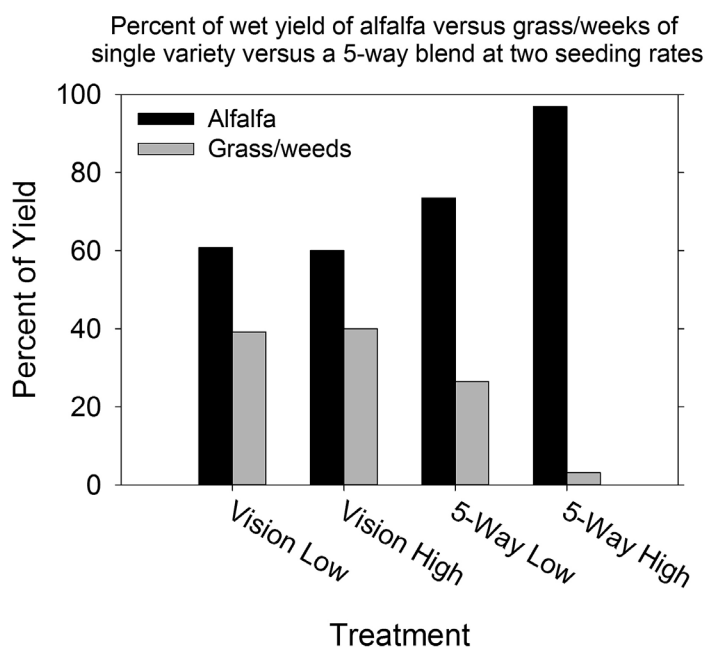 Percent of wet yield of alfalfa versus grass/weeks of
single variety versus a 5-way blend at two seeding rates
100
80
60
40
20
0
Percent of Yield
Alfalfa
Grass/weeds
Vision Low
Vision High
5-Way Low
5-Way High
Treatment